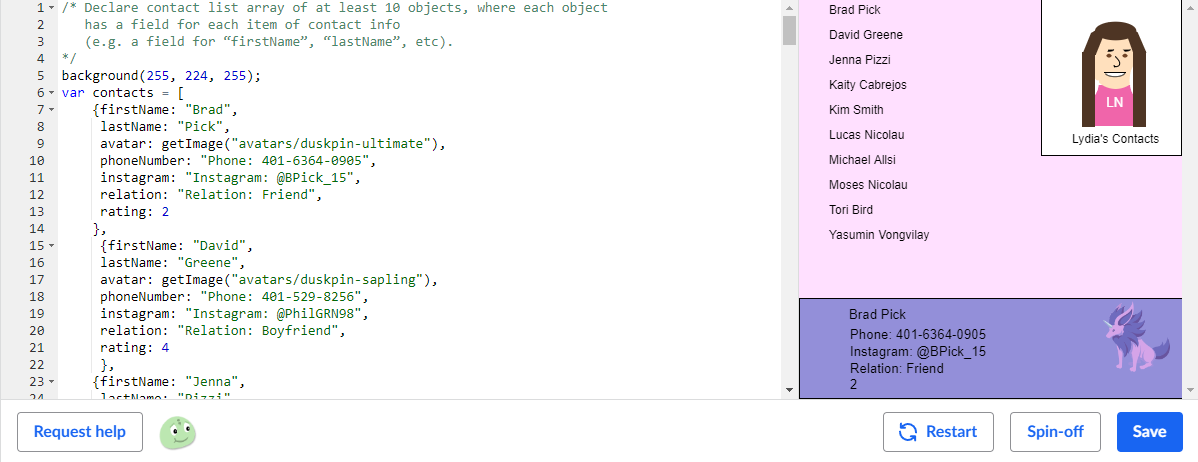 1 /* Declare contact list array of at least 10 objects, where each object
2 has a field for each item of contact info
3 (e.g. a field for “firstName”, “lastName”, etc).
4 */
5 background(255, 224, 255);
6 var contacts = [
7 {firstName: "Brad",
8 lastName: "Pick",
9 avatar: getImage("avatars/duskpin-ultimate"),
10 phoneNumber: "Phone: 401-6364-0905",
11 instagram: "Instagram: @BPick_15",
12 relation: "Relation: Friend",
13 rating: 2
14 },
15 {firstName: "David",
16 lastName: "Greene",
17 avatar: getImage("avatars/duskpin-sapling"),
18 phoneNumber: "Phone: 401-529-8256",
19 instagram: "Instagram: @PhilGRN98",
20 relation: "Relation: Boyfriend",
21 rating: 4
22 },
23 {firstName: "Jenna",
24 lastName: "Pizzi"
Brad Pick
David Greene
Jenna Pizzi
Kaity Cabrejos
Kim Smith
Lucas Nicolau
Michael Allsi
Moses Nicolau
Tori Bird
Yasumin Vongvilay
LN
Lydia's Contacts
Brad Pick
Phone: 401-6364-0905
Instagram: @BPick_15
Relation: Friend
2
Request help
Restart
Spin-off
Save